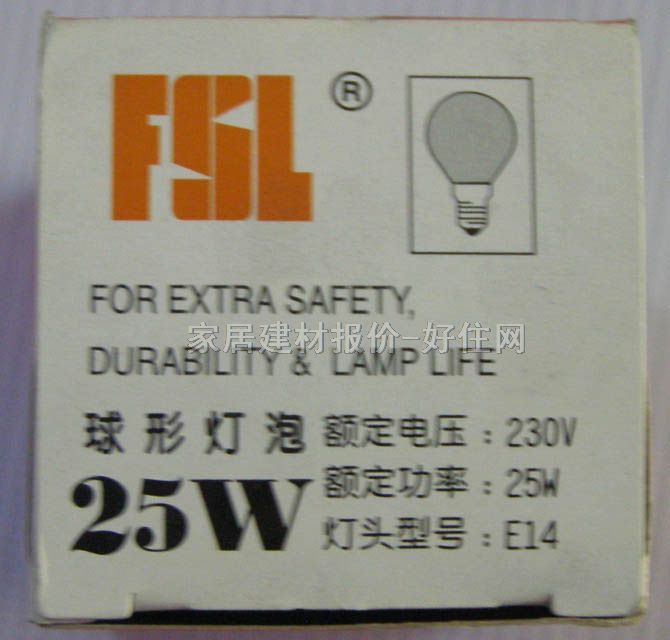 FSL ®
FOR EXTRA SAFETY,
家居建材报价-好住网
DURABILITY & LAMP LIFE
球形灯泡 额定电压：230V
25W 额定功率：25W
灯头型号：E14